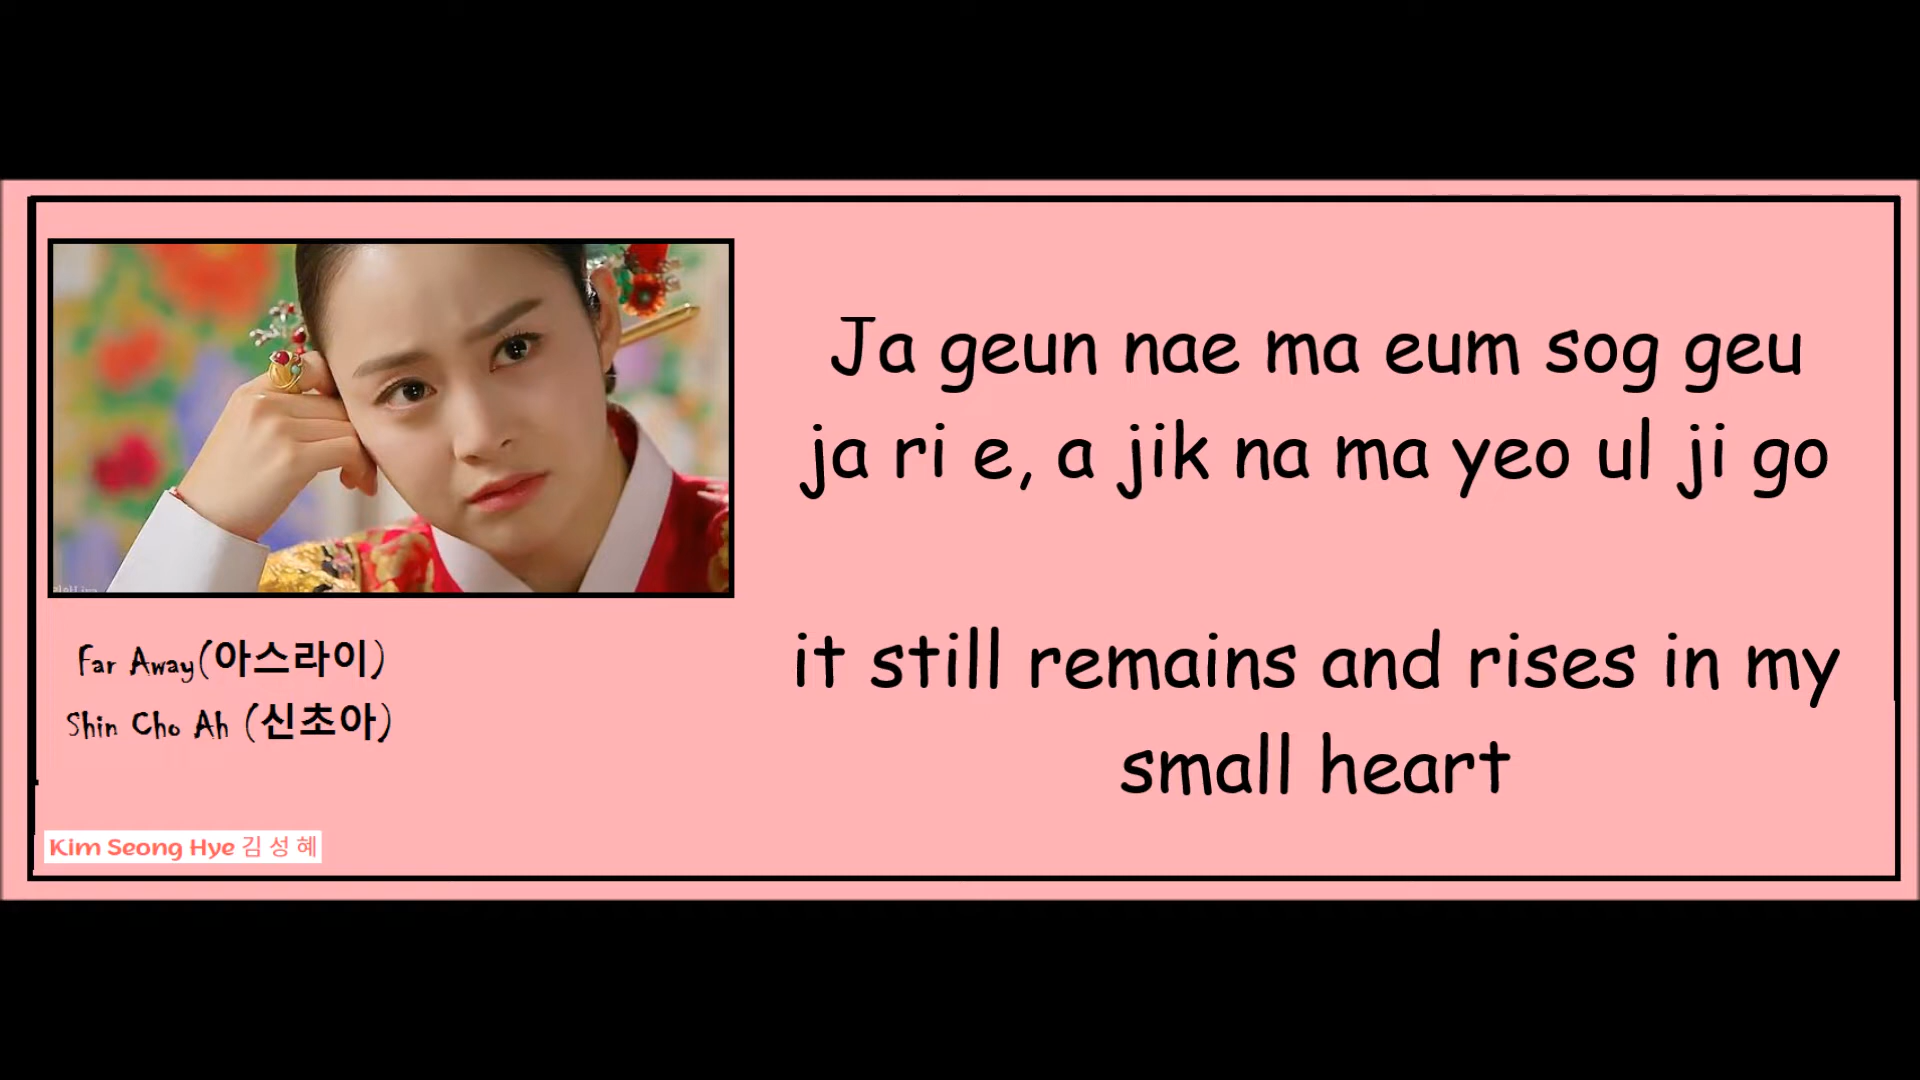 Ja geun nae ma eum sog geu
ja ri e, a jik na ma yeo ul ji go
it still remains and rises in my
small heart
Far Away(아스라이)
Shin Cho Ah (신초아)
Kim Seong Hye 김성혜